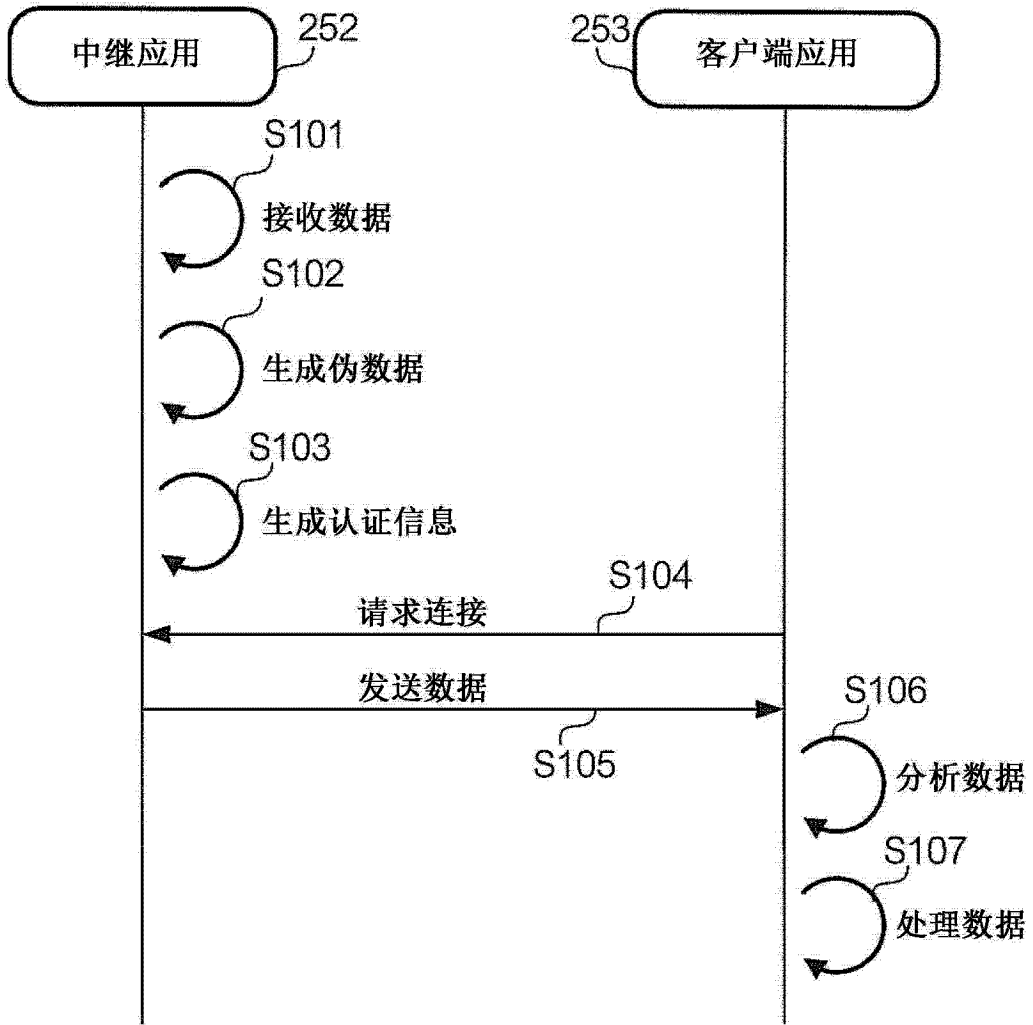 中继应用
252
253
客户端应用
S101
接收数据
S102
生成伪数据
S103
生成认证信息
S104
请求连接
发送数据
S105
S106
分析数据
S107
处理数据